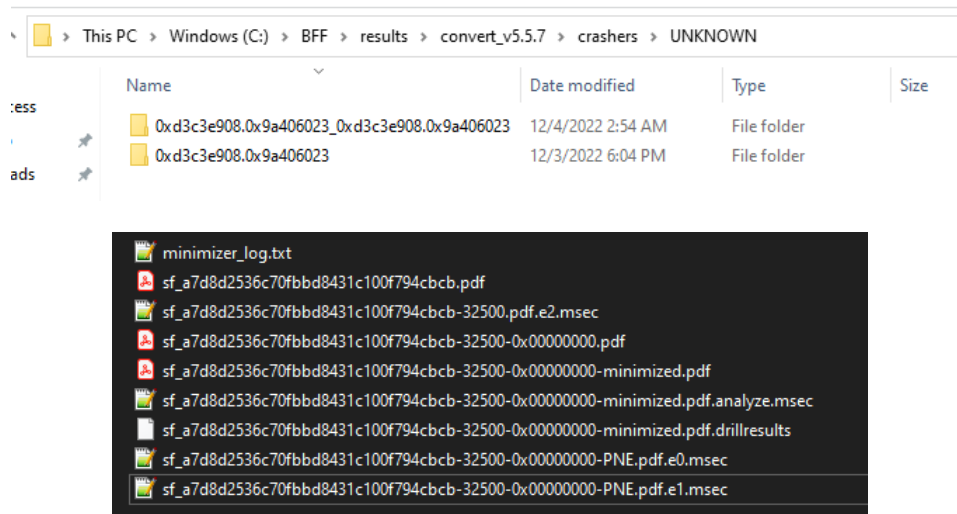 This PC > Windows (C:) > BFF > results > convert_v5.5.7 > crashers > UNKNOWN
Name Date modified Type Size
cess
0xd3c3e908.0x9a406023_0xd3c3e908.0x9a406023 12/4/2022 2:54 AM File folder
0xd3c3e908.0x9a406023 12/3/2022 6:04 PM File folder
ads
minimizer_log.txt
sf_a7d8d2536c70fbbd8431c100f794cbcb.pdf
sf_a7d8d2536c70fbbd8431c100f794cbcb-32500.pdf.e2.msec
sf_a7d8d2536c70fbbd8431c100f794cbcb-32500-0x00000000.pdf
sf_a7d8d2536c70fbbd8431c100f794cbcb-32500-0x00000000-minimized.pdf
sf_a7d8d2536c70fbbd8431c100f794cbcb-32500-0x00000000-minimized.pdf.analyze.msec
sf_a7d8d2536c70fbbd8431c100f794cbcb-32500-0x00000000-minimized.pdf.drillresults
sf_a7d8d2536c70fbbd8431c100f794cbcb-32500-0x00000000-PNE.pdf.e0.msec
sf_a7d8d2536c70fbbd8431c100f794cbcb-32500-0x00000000-PNE.pdf.e1.msec